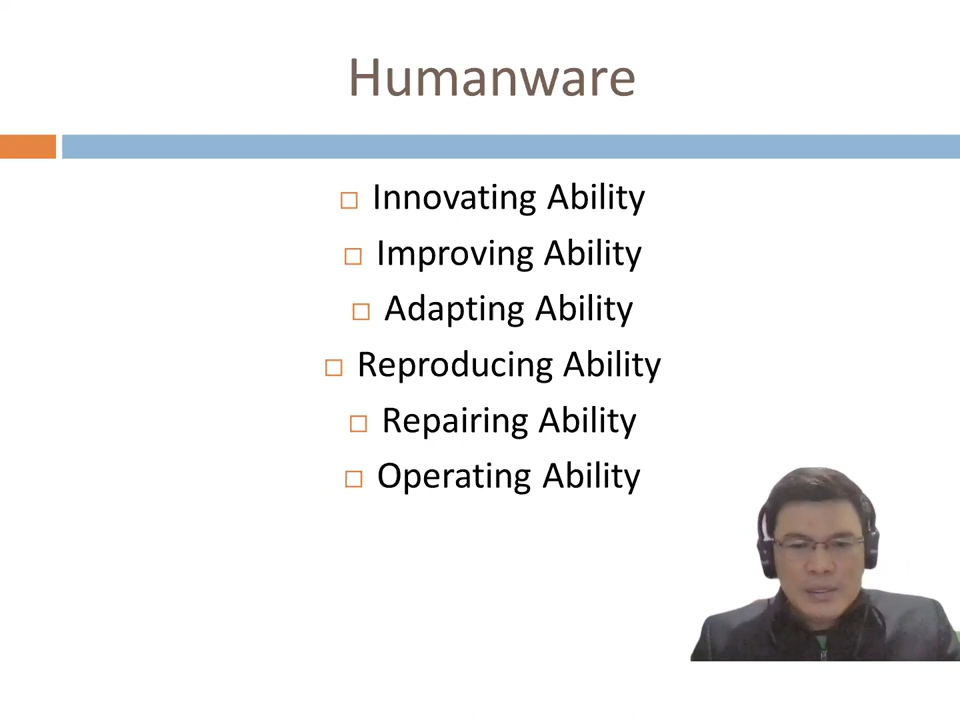 Humanware
Innovating Ability
Improving Ability
Adapting Ability
Reproducing Ability
Repairing Ability
Operating Ability